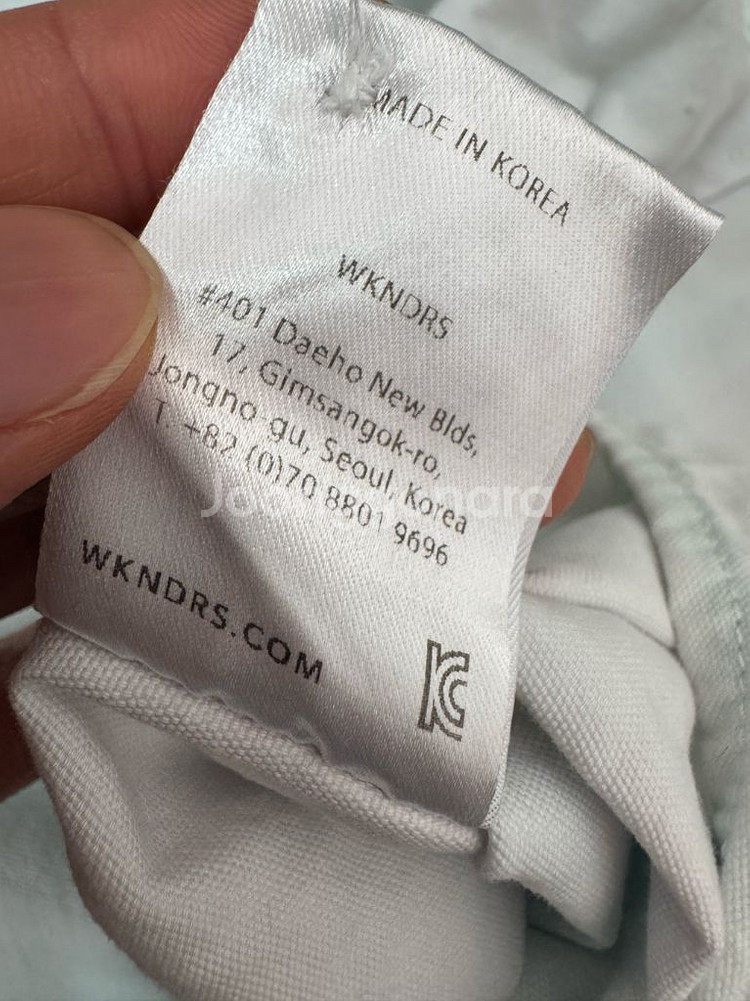 MADE IN KOREA
WKNDRS
#401 Daeho New Blds,
17, Gimsangok-ro,
Jongno-gu, Seoul, Korea
T. +82 (0)70 8801 9696
WKNDRS.COM
KC